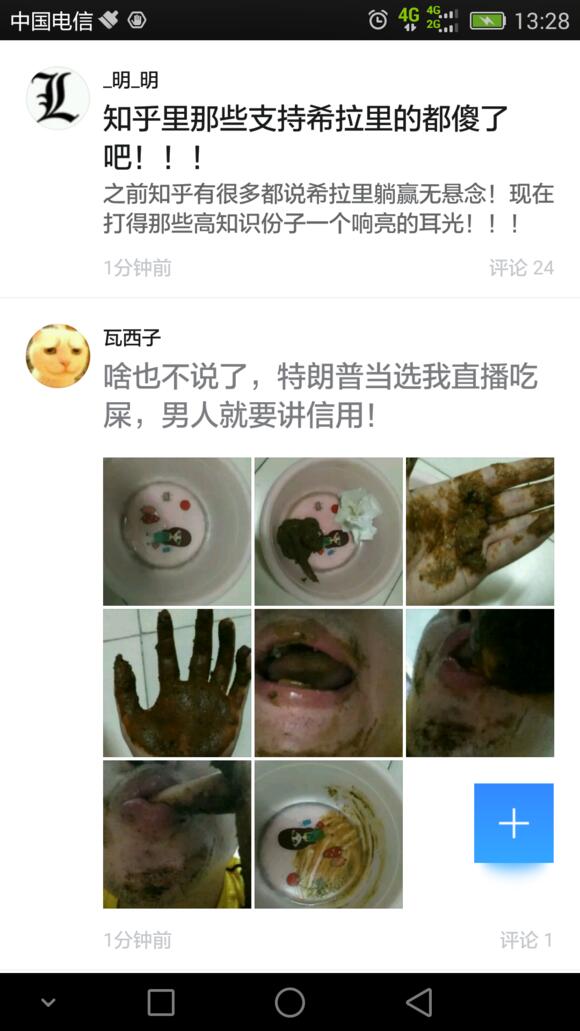 中国电信 4G 4G 2G 13:28
_明_明
知乎里那些支持希拉里的都傻了
吧！！！
之前知乎有很多都说希拉里躺赢无悬念！现在
打得那些高知识份子一个响亮的耳光！！！
1分钟前 评论 24
瓦西子
啥也不说了，特朗普当选我直播吃
屎，男人就要讲信用！
1分钟前 评论 1